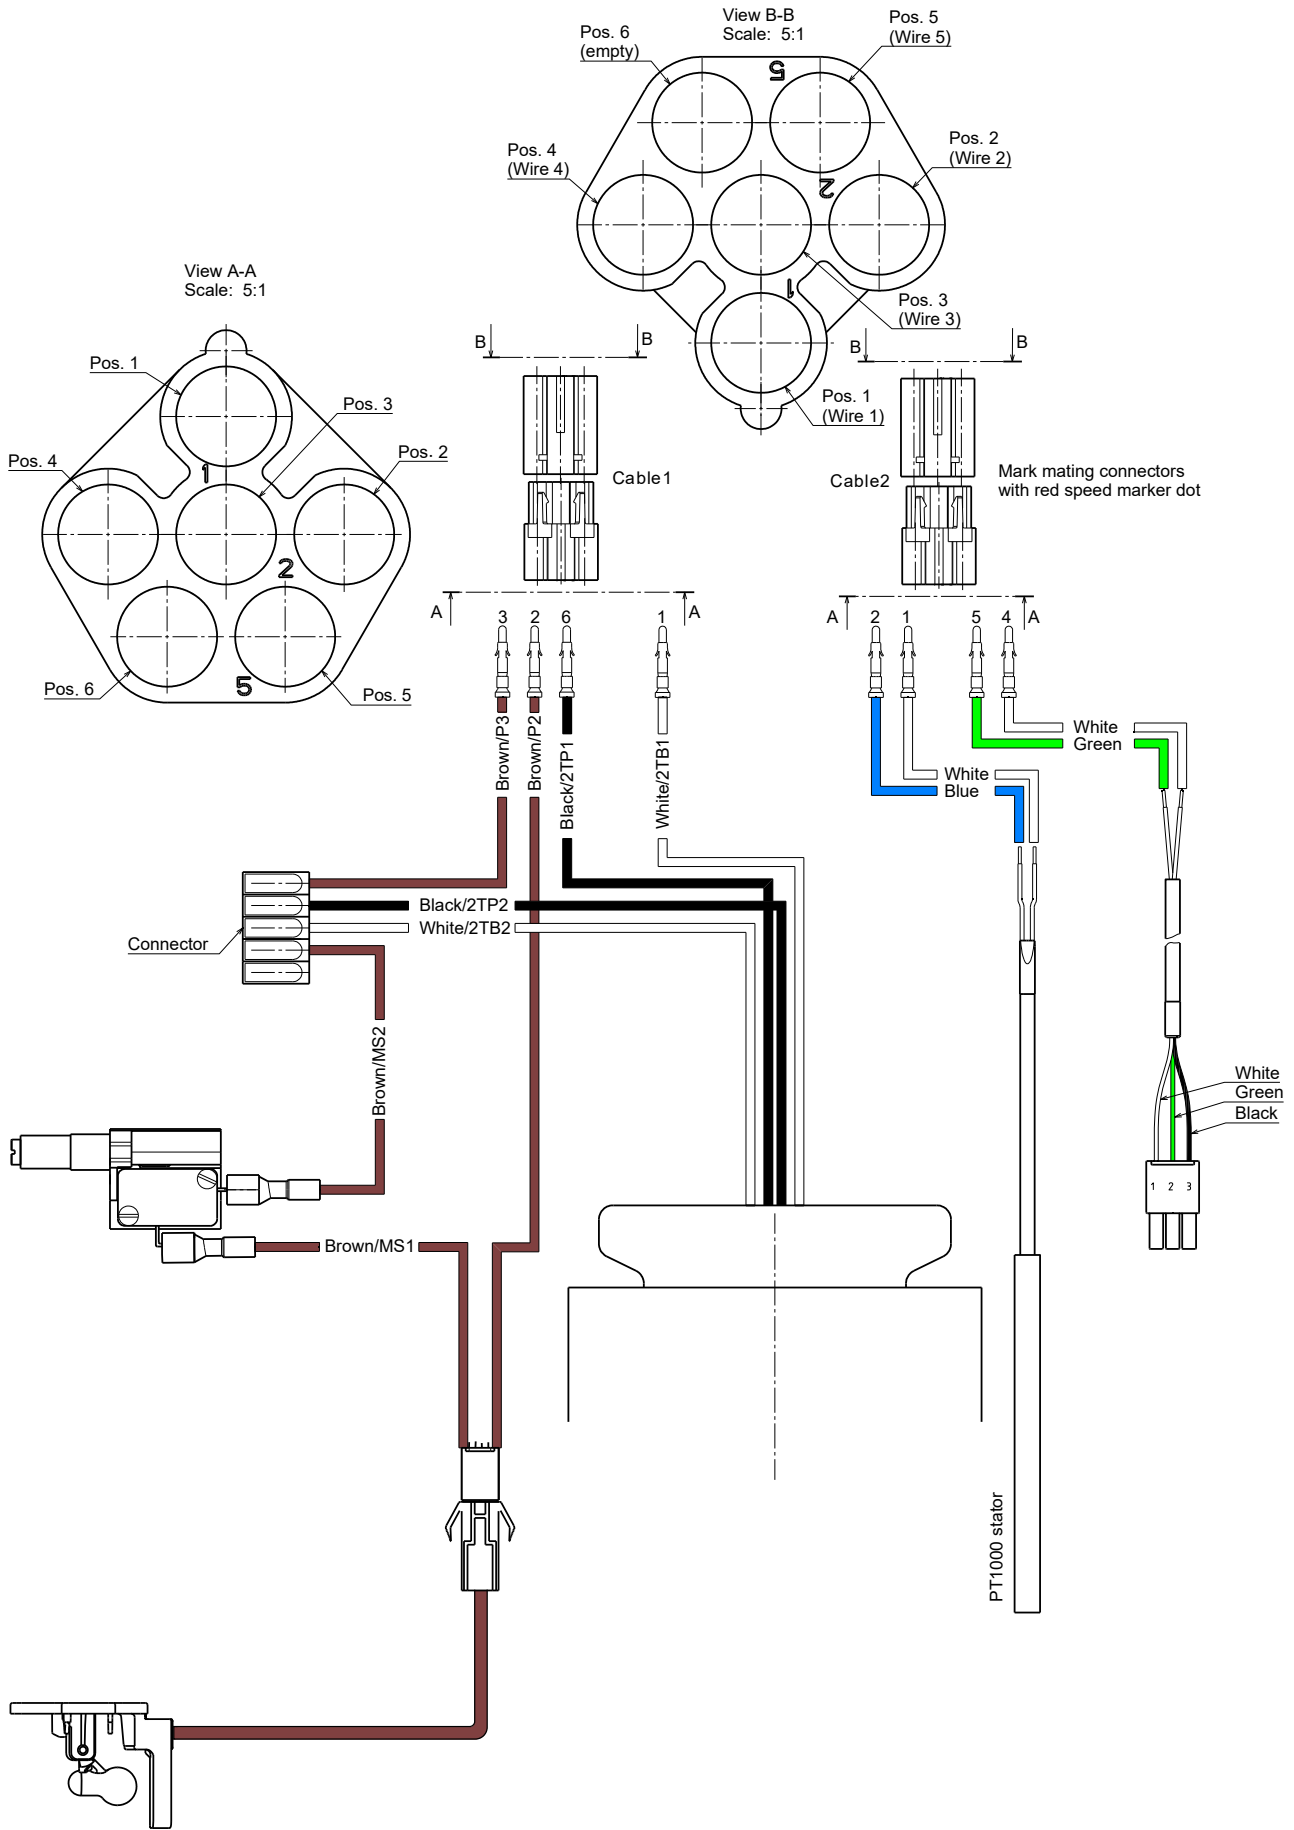 View B-B
Scale: 5:1
Pos. 6
(empty)
Pos. 5
(Wire 5)
5
Pos. 4
(Wire 4)
Pos. 2
(Wire 2)
2
1
Pos. 3
(Wire 3)
Pos. 1
(Wire 1)
View A-A
Scale: 5:1
Pos. 1
Pos. 3
Pos. 4
Pos. 2
1
2
5
Pos. 6
Pos. 5
B
B
Cable1
A
A
B
B
Cable2
Mark mating connectors
with red speed marker dot
A
A
3
2
6
1
2
1
5
4
Brown/P3
Brown/P2
Black/2TP1
White/2TB1
White
Green
White
Blue
Black/2TP2
White/2TB2
Connector
Brown/MS2
Brown/MS1
White
Green
Black
1
2
3
PT1000 stator